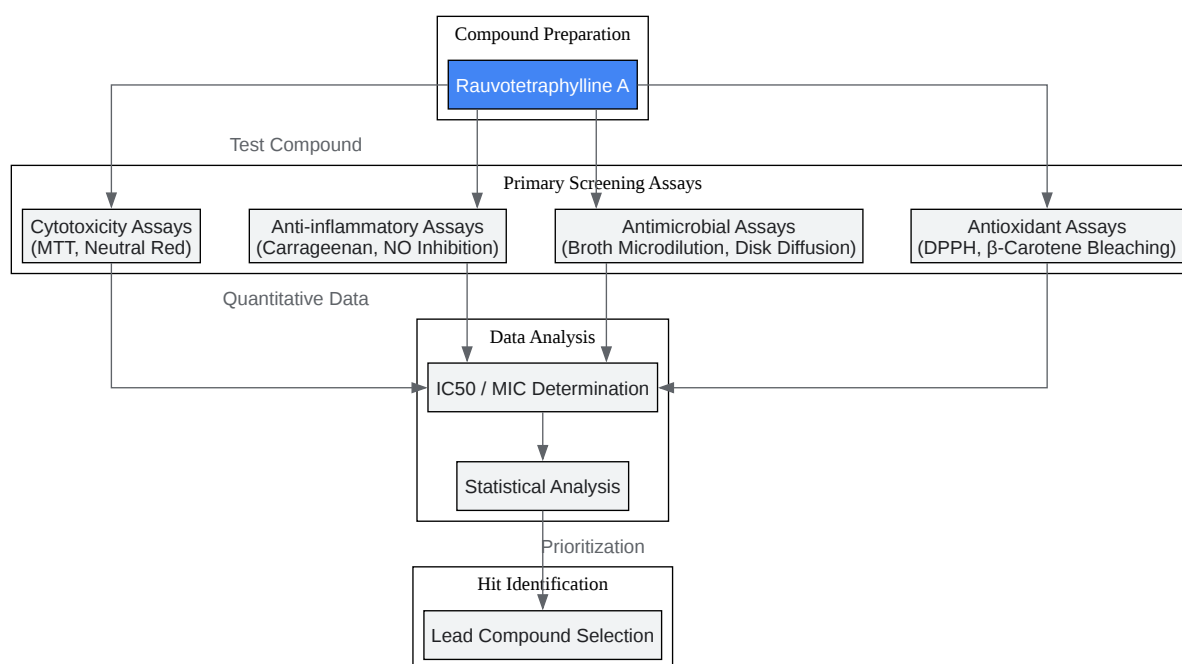 Compound Preparation
Rauvotetraphylline A
Test Compound
Primary Screening Assays
Cytotoxicity Assays
(MTT, Neutral Red)
Anti-inflammatory Assays
(Carrageenan, NO Inhibition)
Antimicrobial Assays
(Broth Microdilution, Disk Diffusion)
Antioxidant Assays
(DPPH, β-Carotene Bleaching)
Quantitative Data
Data Analysis
IC50 / MIC Determination
Statistical Analysis
Prioritization
Hit Identification
Lead Compound Selection